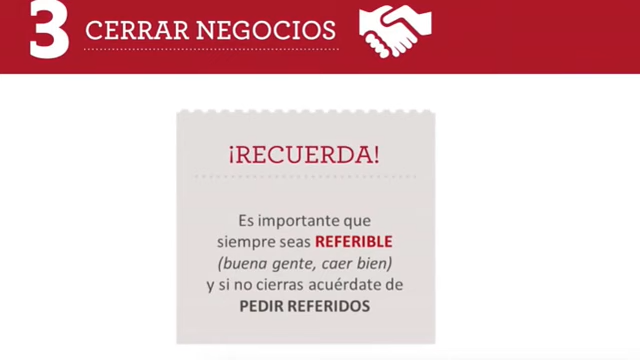 3 CERRAR NEGOCIOS
¡RECUERDA!
Es importante que
siempre seas REFERIBLE
(buena gente, caer bien)
y si no cierras acuérdate de
PEDIR REFERIDOS